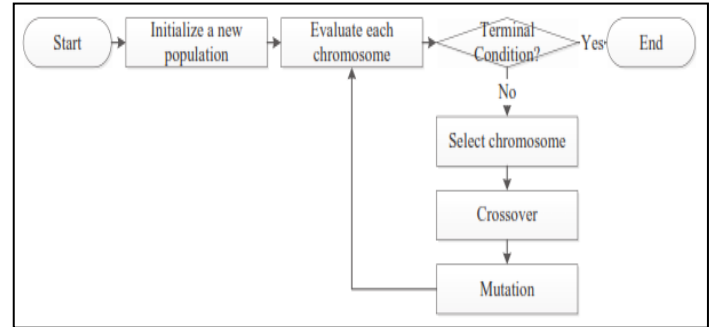 Start
Initialize a new
population
Evaluate each
chromosome
Terminal
Condition?
Yes
End
No
Select chromosome
Crossover
Mutation